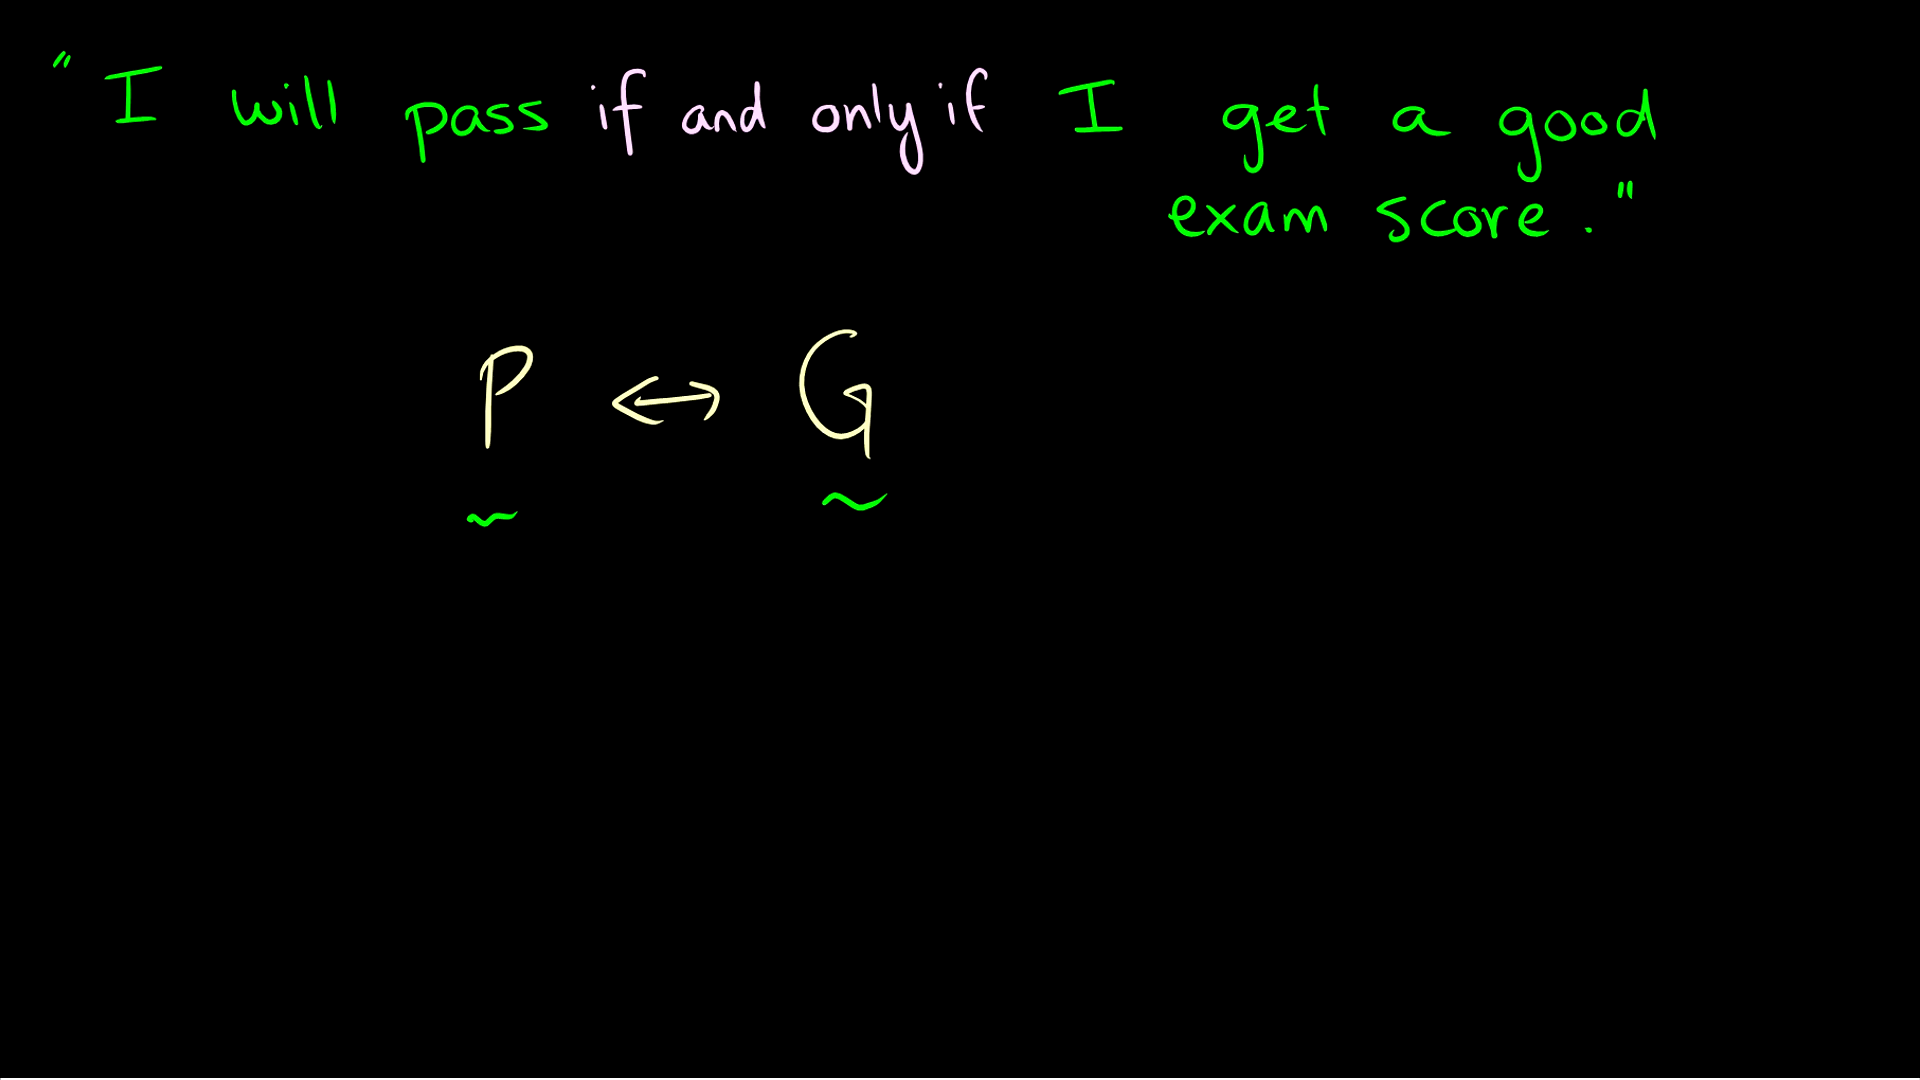 "I will pass if and only if I get a good
exam score."
P ↔ G
~ ~